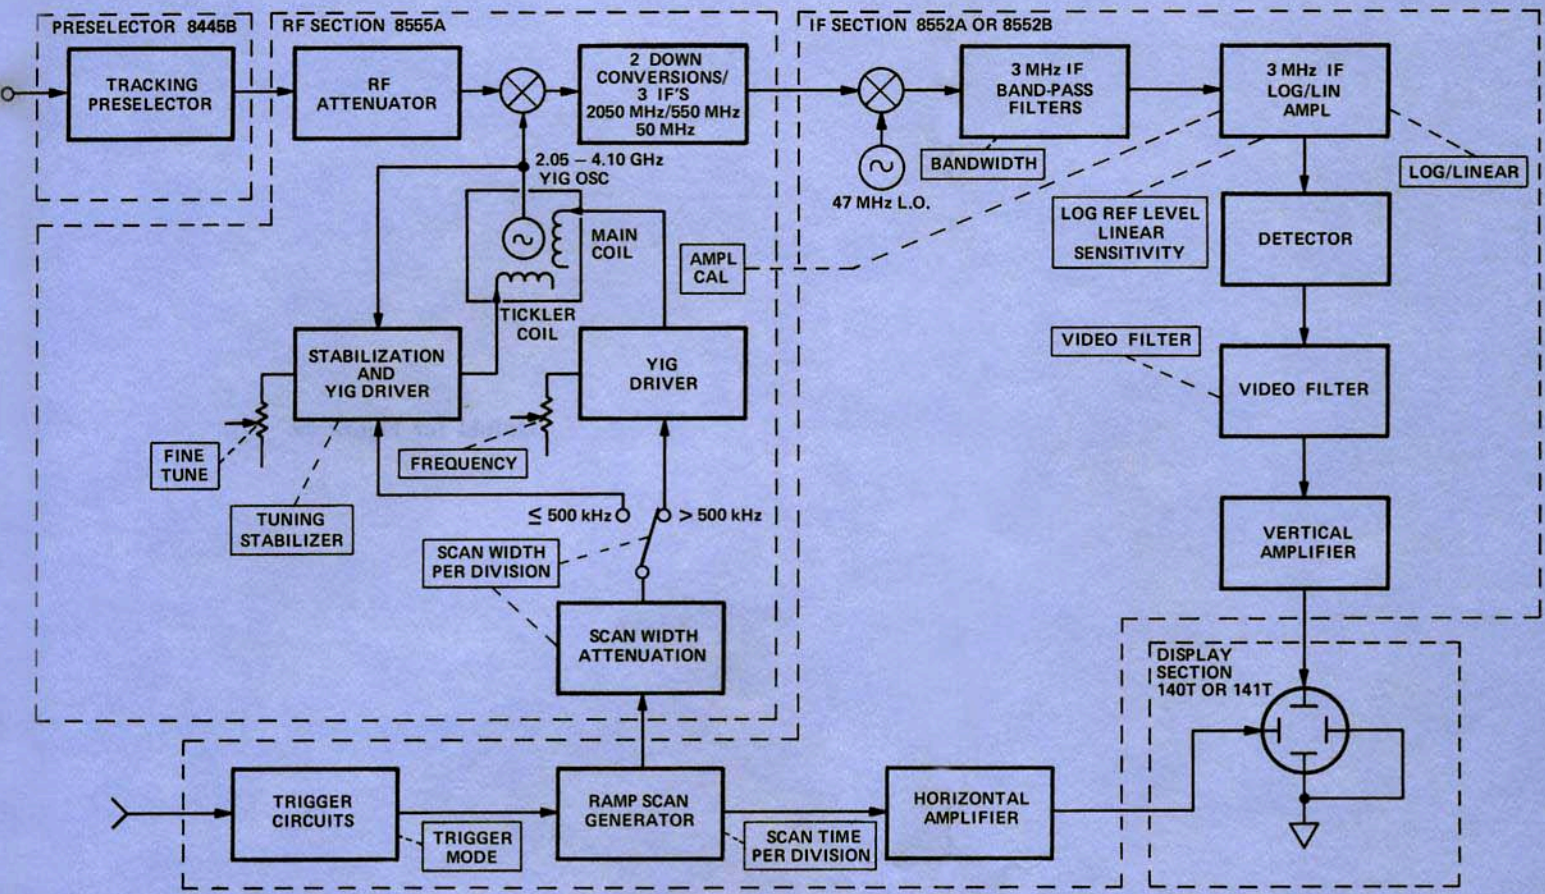 PRESELECTOR 8445B
RF SECTION 8555A
IF SECTION 8552A OR 8552B
TRACKING
PRESELECTOR
RF
ATTENUATOR
2 DOWN
CONVERSIONS/
3 IF'S
2050 MHz/550 MHz
50 MHz
3 MHz IF
BAND-PASS
FILTERS
3 MHz IF
LOG/LIN
AMPL
2.05 – 4.10 GHz
YIG OSC
BANDWIDTH
47 MHz L.O.
LOG/LINEAR
LOG REF LEVEL
LINEAR
SENSITIVITY
DETECTOR
MAIN
COIL
AMPL
CAL
TICKLER
COIL
STABILIZATION
AND
YIG DRIVER
YIG
DRIVER
VIDEO FILTER
VIDEO FILTER
FINE
TUNE
FREQUENCY
TUNING
STABILIZER
≤ 500 kHz
> 500 kHz
SCAN WIDTH
PER DIVISION
VERTICAL
AMPLIFIER
SCAN WIDTH
ATTENUATION
DISPLAY
SECTION
140T OR 141T
TRIGGER
CIRCUITS
TRIGGER
MODE
RAMP SCAN
GENERATOR
SCAN TIME
PER DIVISION
HORIZONTAL
AMPLIFIER